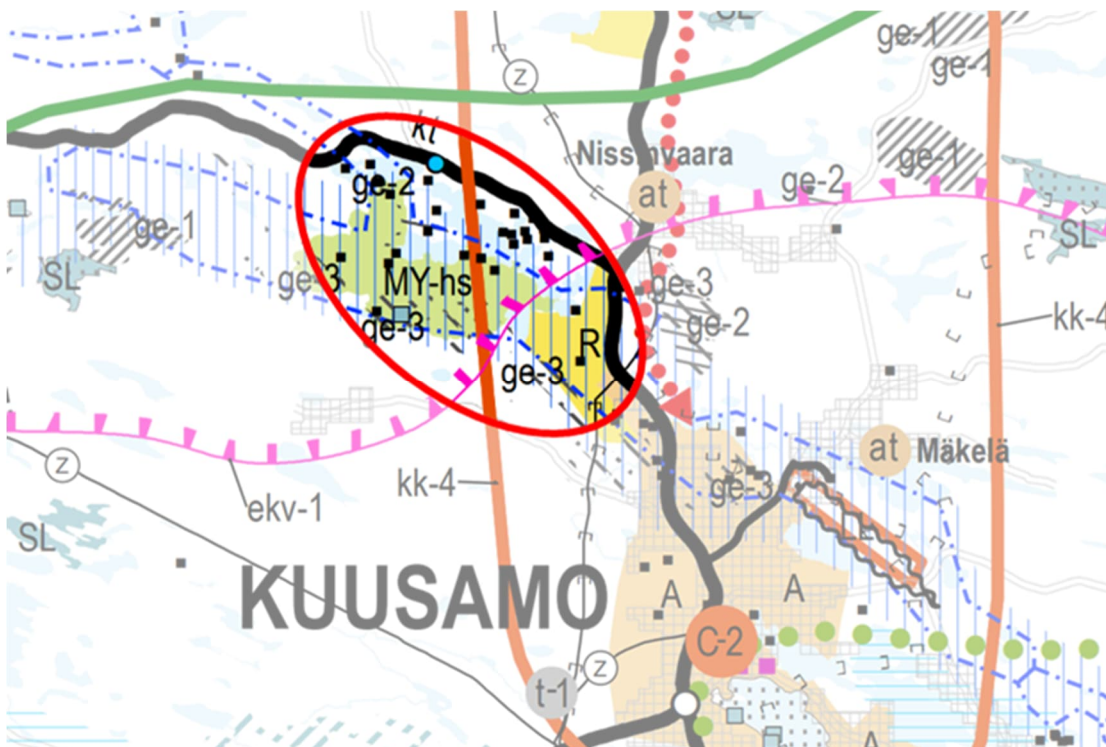 SL
ge-1
ge-1
z
kt
Nissinvaara
ge-1
ge-2
at
ge-2
ge-1
SL
SL
ge-3
MY-hs
ge-3
ge-2
ge-3
kk-4
R
ge-3
at
Mäkelä
z
kk-4
ge-3
ekv-1
SL
KUUSAMO
A
A
C-2
z
t-1
A